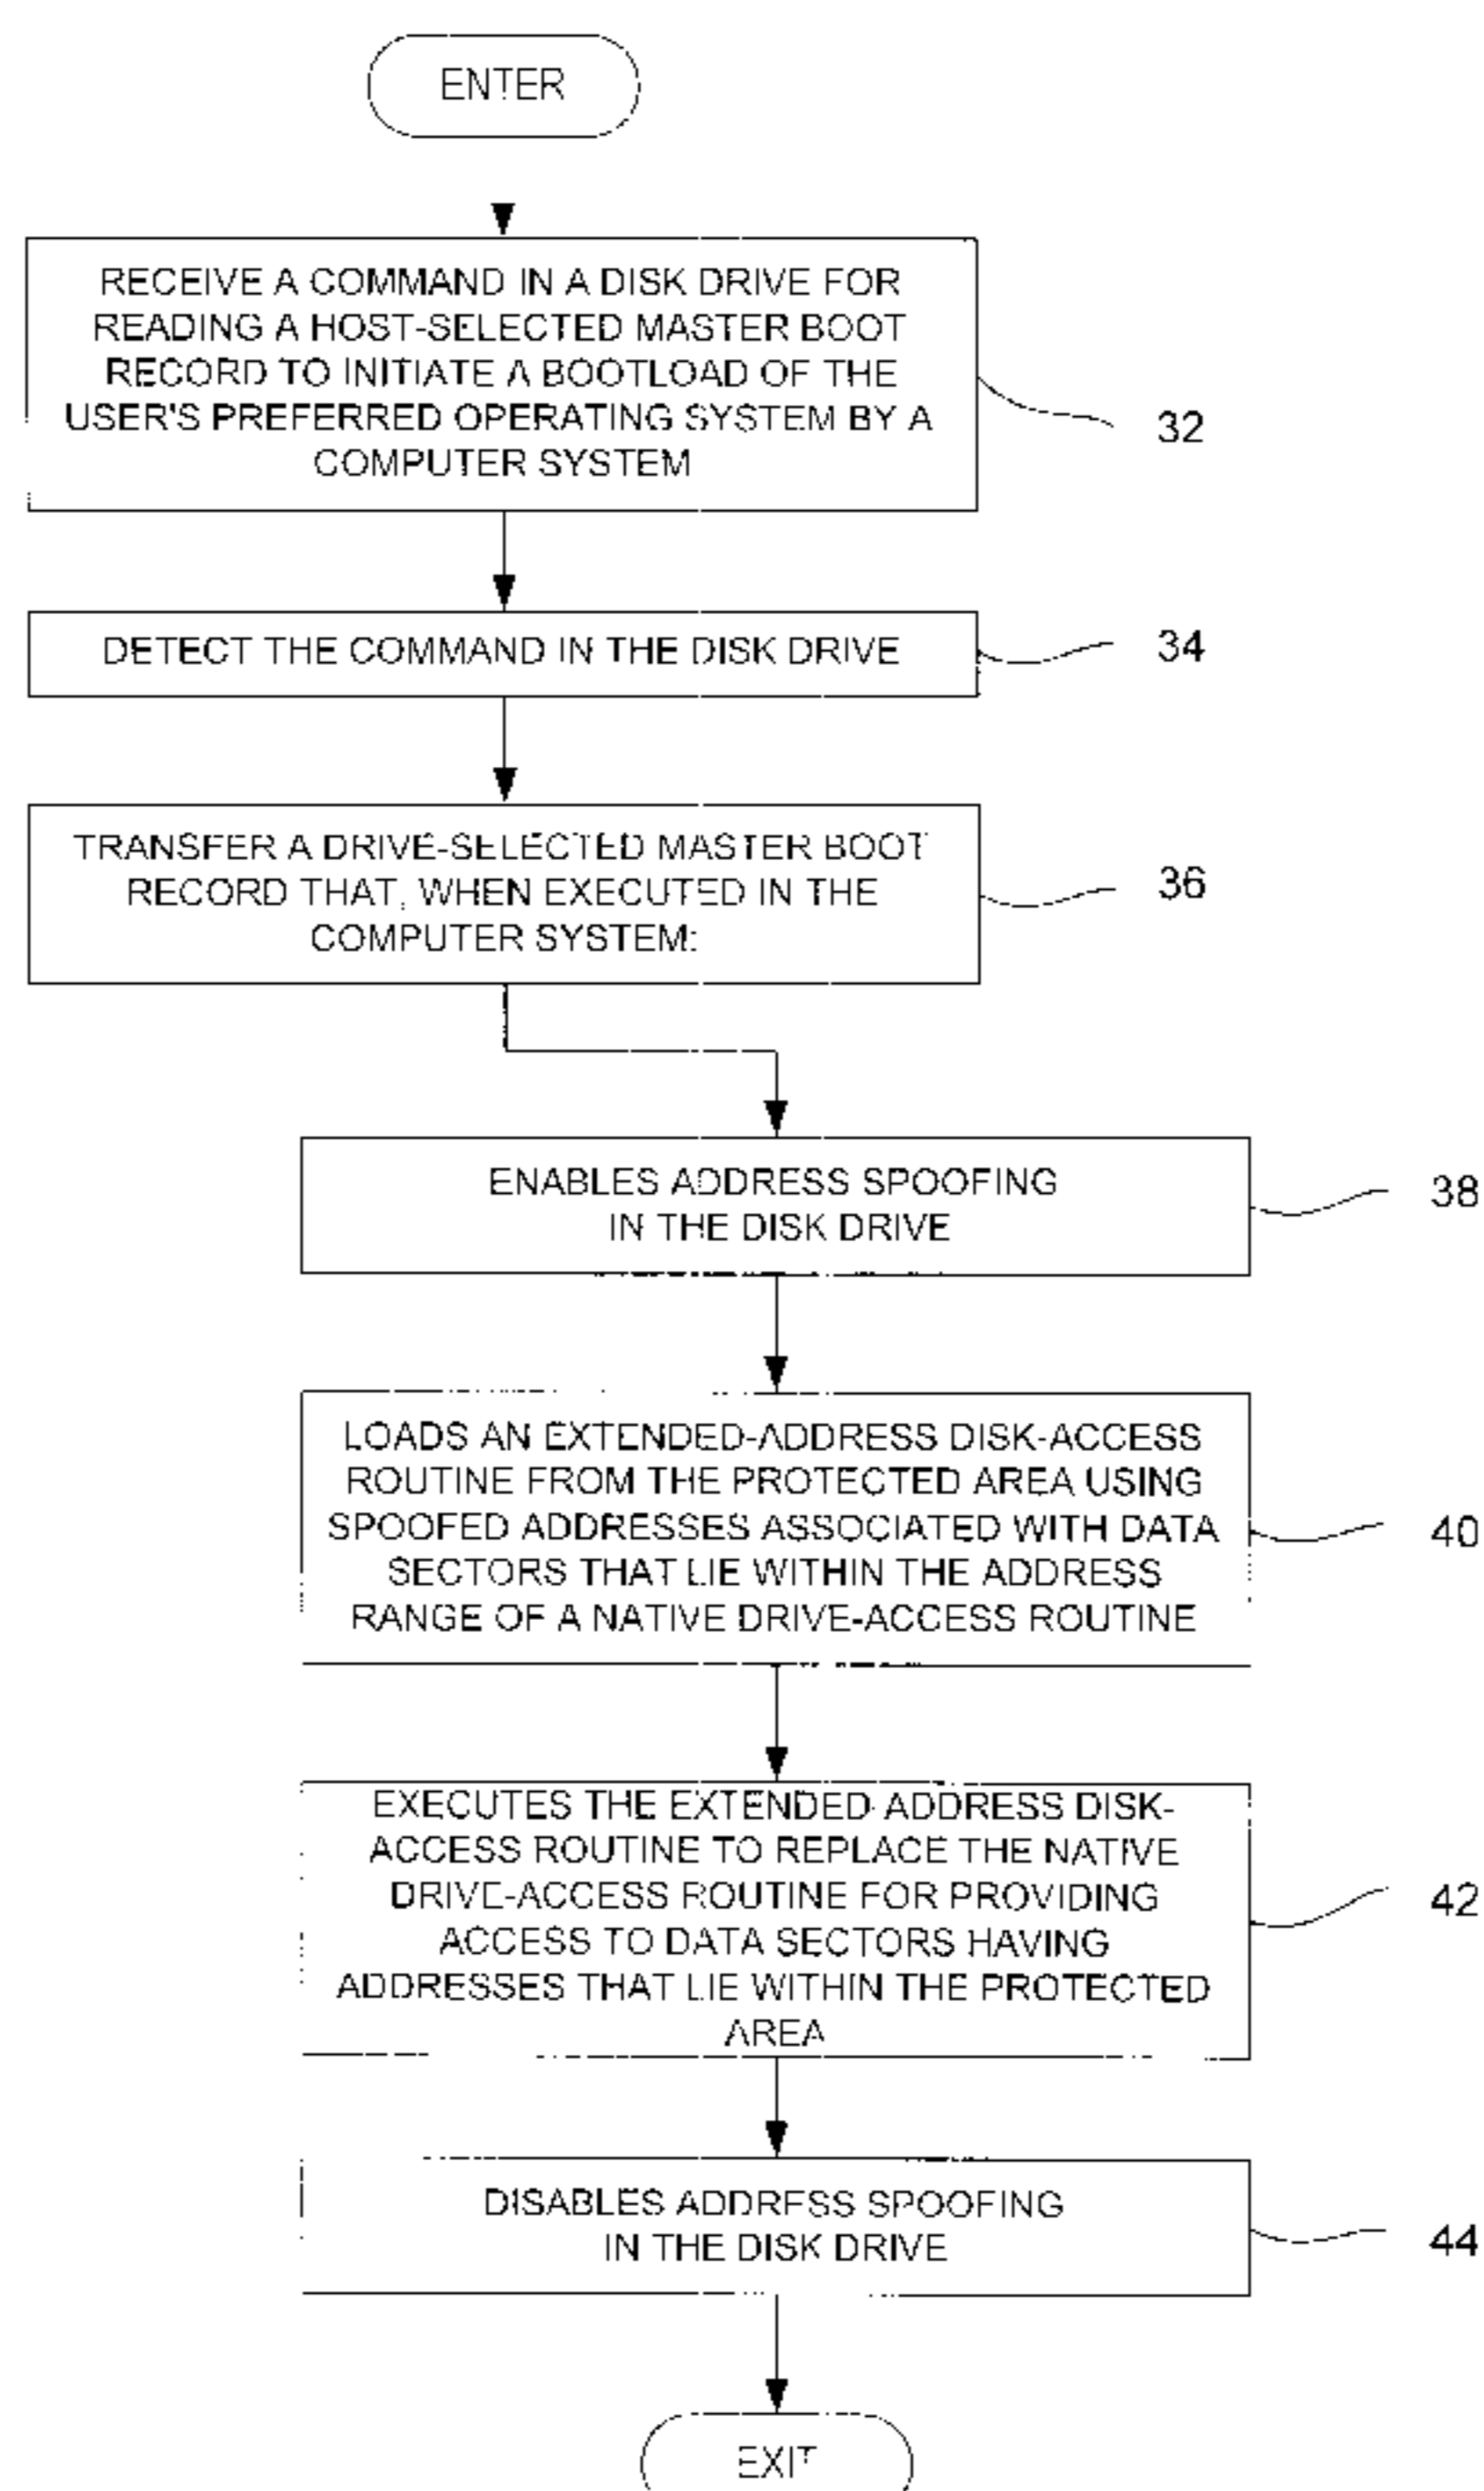 ENTER
RECEIVE A COMMAND IN A DISK DRIVE FOR
READING A HOST-SELECTED MASTER BOOT
RECORD TO INITIATE A BOOTLOAD OF THE
USER'S PREFERRED OPERATING SYSTEM BY A
COMPUTER SYSTEM
32
DETECT THE COMMAND IN THE DISK DRIVE
34
TRANSFER A DRIVE-SELECTED MASTER BOOT
RECORD THAT, WHEN EXECUTED IN THE
COMPUTER SYSTEM:
36
ENABLES ADDRESS SPOOFING
IN THE DISK DRIVE
38
LOADS AN EXTENDED-ADDRESS DISK-ACCESS
ROUTINE FROM THE PROTECTED AREA USING
SPOOFED ADDRESSES ASSOCIATED WITH DATA
SECTORS THAT LIE WITHIN THE ADDRESS
RANGE OF A NATIVE DRIVE-ACCESS ROUTINE
40
EXECUTES THE EXTENDED-ADDRESS DISK-
ACCESS ROUTINE TO REPLACE THE NATIVE
DRIVE-ACCESS ROUTINE FOR PROVIDING
ACCESS TO DATA SECTORS HAVING
ADDRESSES THAT LIE WITHIN THE PROTECTED
AREA
42
DISABLES ADDRESS SPOOFING
IN THE DISK DRIVE
44
EXIT